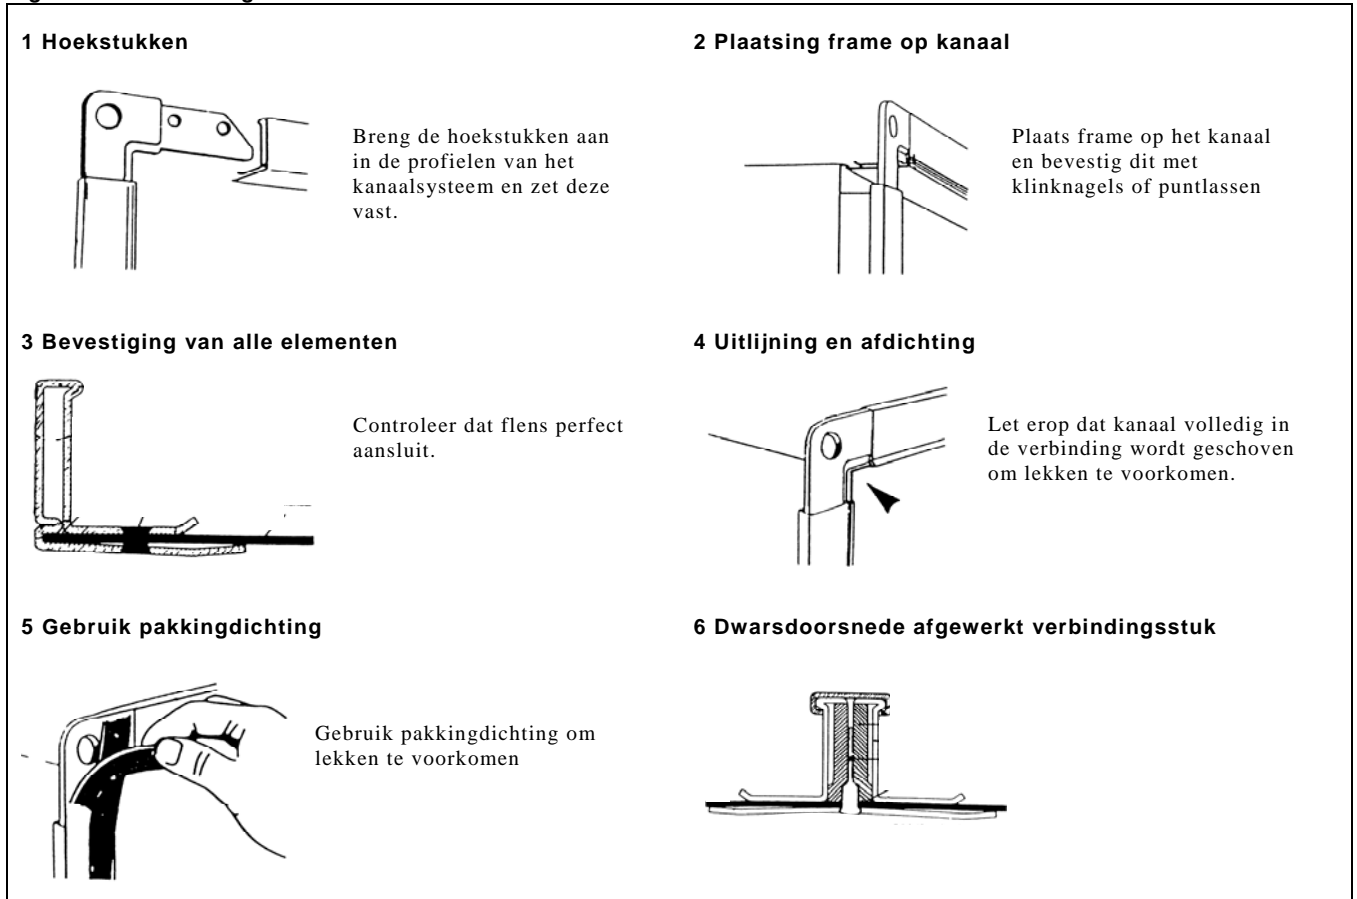 1 Hoekstukken
Breng de hoekstukken aan
in de profielen van het
kanaalsysteem en zet deze
vast.
2 Plaatsing frame op kanaal
Plaats frame op het kanaal
en bevestig dit met
klinknagels of puntlassen
3 Bevestiging van alle elementen
Controleer dat flens perfect
aansluit.
4 Uitlijning en afdichting
Let erop dat kanaal volledig in
de verbinding wordt geschoven
om lekken te voorkomen.
5 Gebruik pakkingdichting
Gebruik pakkingdichting om
lekken te voorkomen
6 Dwarsdoorsnede afgewerkt verbindingsstuk